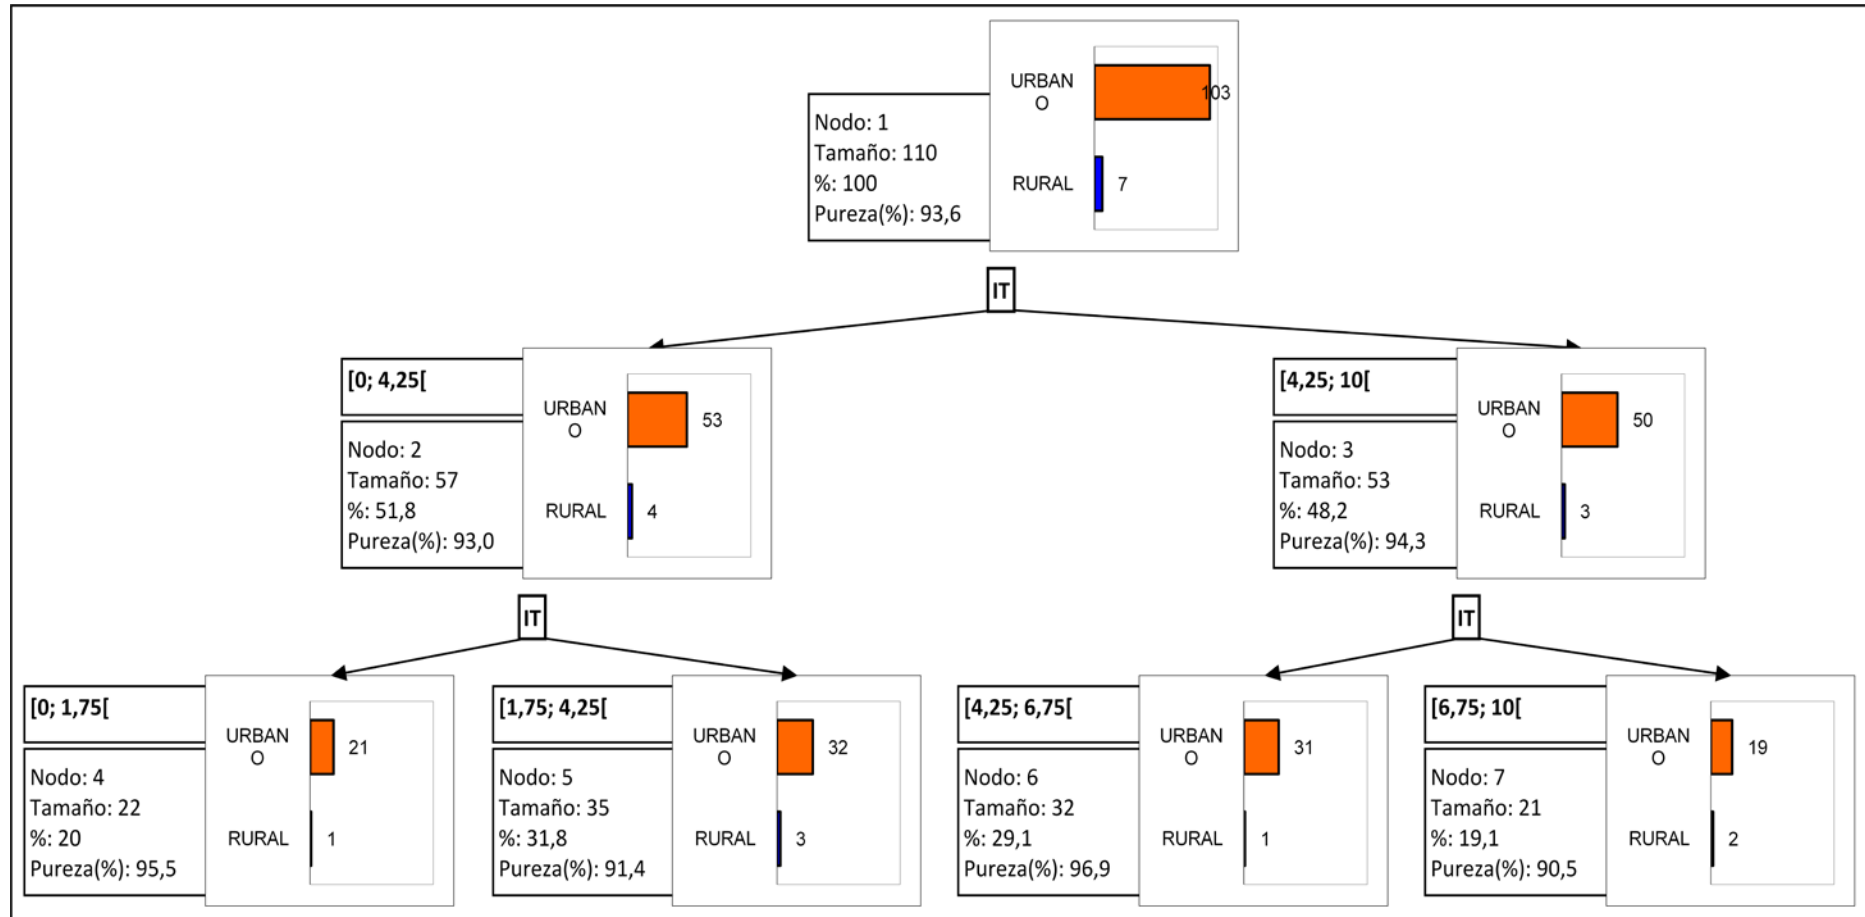 URBAN
O
103
RURAL
7
Nodo: 1
Tamaño: 110
%: 100
Pureza(%): 93,6
IT
[0; 4,25[
Nodo: 2
Tamaño: 57
%: 51,8
Pureza(%): 93,0
URBAN
O
53
RURAL
4
[4,25; 10[
Nodo: 3
Tamaño: 53
%: 48,2
Pureza(%): 94,3
URBAN
O
50
RURAL
3
IT
IT
[0; 1,75[
Nodo: 4
Tamaño: 22
%: 20
Pureza(%): 95,5
URBAN
O
21
RURAL
1
[1,75; 4,25[
Nodo: 5
Tamaño: 35
%: 31,8
Pureza(%): 91,4
URBAN
O
32
RURAL
3
[4,25; 6,75[
Nodo: 6
Tamaño: 32
%: 29,1
Pureza(%): 96,9
URBAN
O
31
RURAL
1
[6,75; 10[
Nodo: 7
Tamaño: 21
%: 19,1
Pureza(%): 90,5
URBAN
O
19
RURAL
2